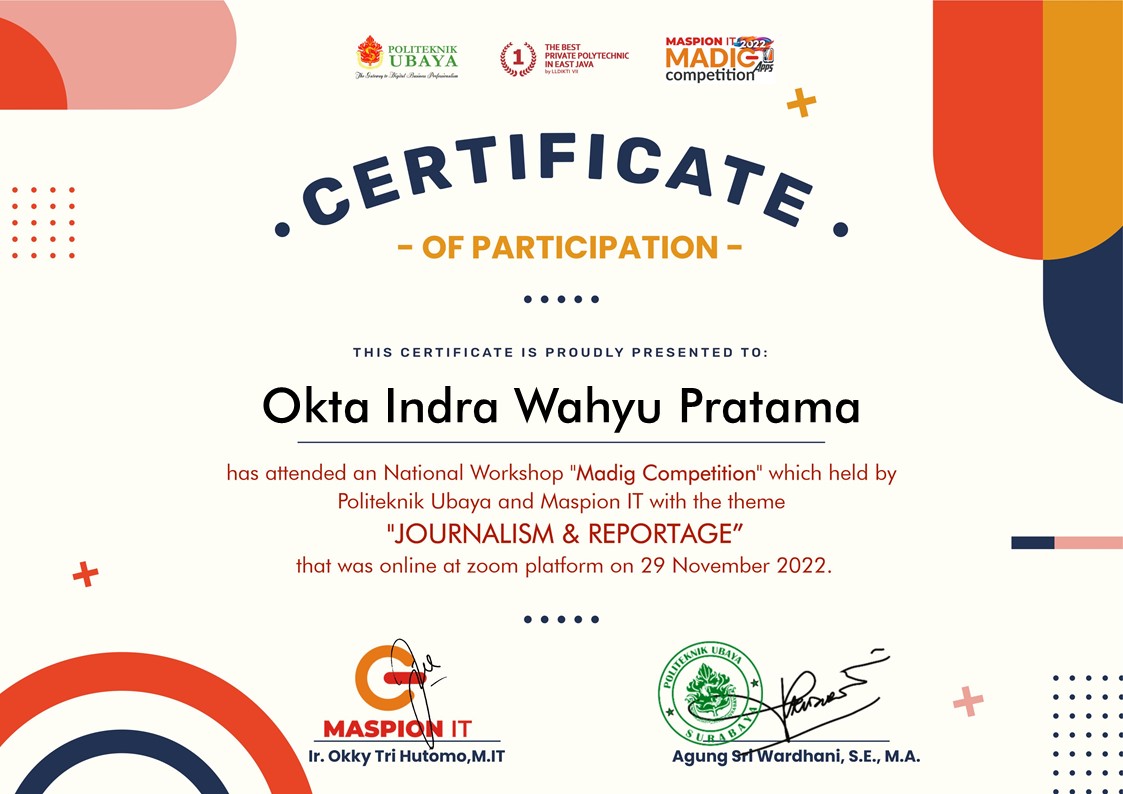 POLITEKNIK
UBAYA
The Gateway to Digital Business Professionalism
1
THE BEST
PRIVATE POLYTECHNIC
IN EAST JAVA
by LLDIKTI VII
MASPION IT 2022
MADIG
Apps
competition
CERTIFICATE
- OF PARTICIPATION -
THIS CERTIFICATE IS PROUDLY PRESENTED TO:
Okta Indra Wahyu Pratama
has attended an National Workshop "Madig Competition" which held by
Politeknik Ubaya and Maspion IT with the theme
"JOURNALISM & REPORTAGE”
that was online at zoom platform on 29 November 2022.
MASPION IT
Ir. Okky Tri Hutomo,M.IT
POLITEKNIK UBAYA
SURABAYA
Agung Sri Wardhani, S.E., M.A.